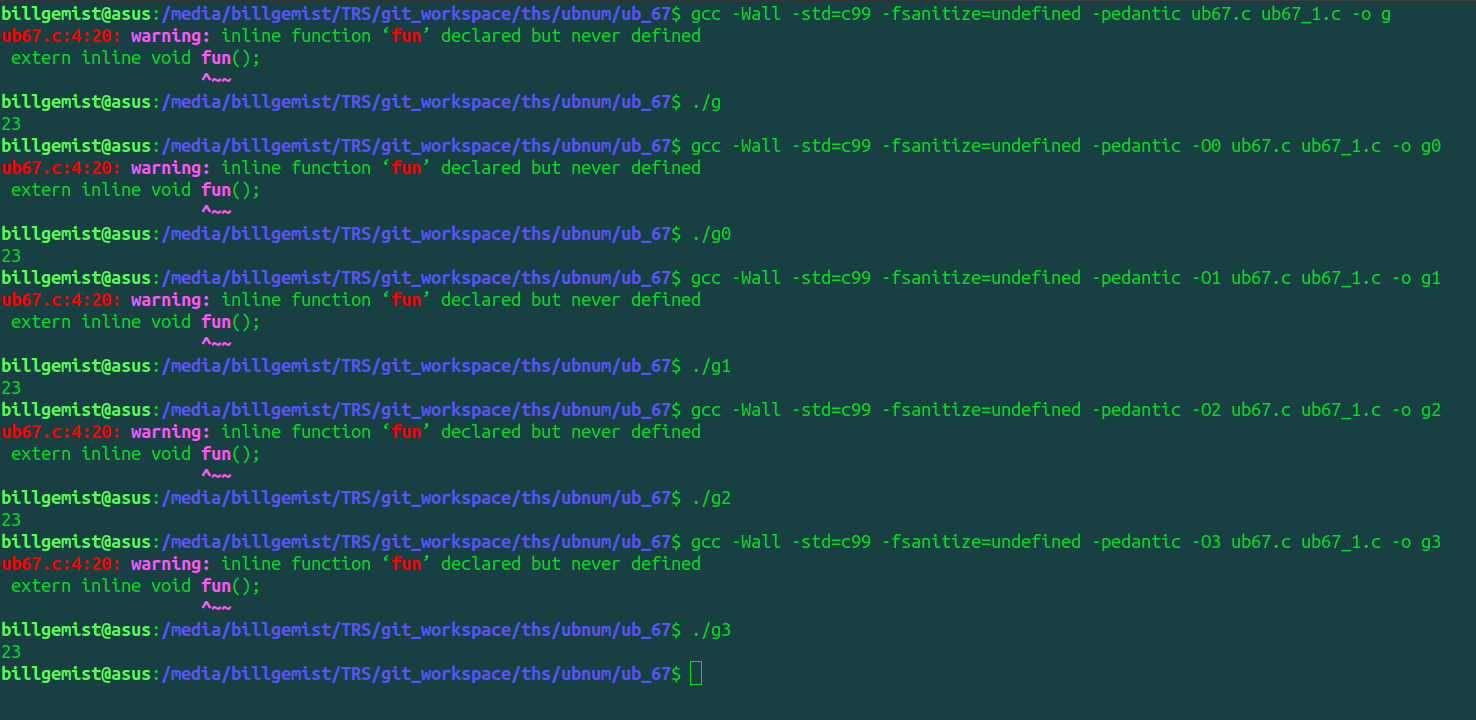 billgemist@asus:/media/billgemist/TRS/git_workspace/ths/ubnum/ub_67$ gcc -Wall -std=c99 -fsanitize=undefined -pedantic ub67.c ub67_1.c -o g
ub67.c:4:20: warning: inline function ‘fun’ declared but never defined
 extern inline void fun();
                    ^~~
billgemist@asus:/media/billgemist/TRS/git_workspace/ths/ubnum/ub_67$ ./g
23
billgemist@asus:/media/billgemist/TRS/git_workspace/ths/ubnum/ub_67$ gcc -Wall -std=c99 -fsanitize=undefined -pedantic -O0 ub67.c ub67_1.c -o g0
ub67.c:4:20: warning: inline function ‘fun’ declared but never defined
 extern inline void fun();
                    ^~~
billgemist@asus:/media/billgemist/TRS/git_workspace/ths/ubnum/ub_67$ ./g0
23
billgemist@asus:/media/billgemist/TRS/git_workspace/ths/ubnum/ub_67$ gcc -Wall -std=c99 -fsanitize=undefined -pedantic -O1 ub67.c ub67_1.c -o g1
ub67.c:4:20: warning: inline function ‘fun’ declared but never defined
 extern inline void fun();
                    ^~~
billgemist@asus:/media/billgemist/TRS/git_workspace/ths/ubnum/ub_67$ ./g1
23
billgemist@asus:/media/billgemist/TRS/git_workspace/ths/ubnum/ub_67$ gcc -Wall -std=c99 -fsanitize=undefined -pedantic -O2 ub67.c ub67_1.c -o g2
ub67.c:4:20: warning: inline function ‘fun’ declared but never defined
 extern inline void fun();
                    ^~~
billgemist@asus:/media/billgemist/TRS/git_workspace/ths/ubnum/ub_67$ ./g2
23
billgemist@asus:/media/billgemist/TRS/git_workspace/ths/ubnum/ub_67$ gcc -Wall -std=c99 -fsanitize=undefined -pedantic -O3 ub67.c ub67_1.c -o g3
ub67.c:4:20: warning: inline function ‘fun’ declared but never defined
 extern inline void fun();
                    ^~~
billgemist@asus:/media/billgemist/TRS/git_workspace/ths/ubnum/ub_67$ ./g3
23
billgemist@asus:/media/billgemist/TRS/git_workspace/ths/ubnum/ub_67$